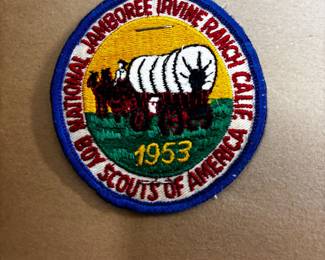 NATIONAL JAMBOREE IRVINE RANCH CALIF
1953
BOY SCOUTS OF AMERICA